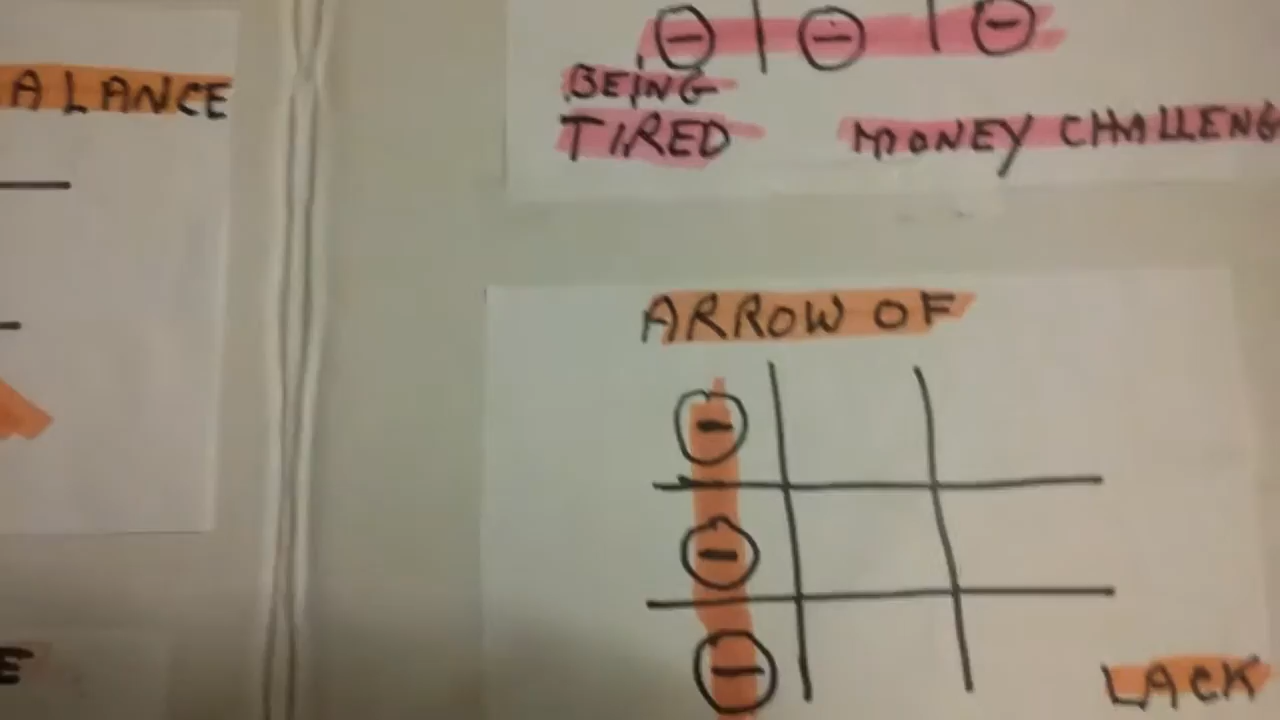 ALANCE
BEING
TIRED
MONEY CHALLENG
ARROW OF
LACK
E